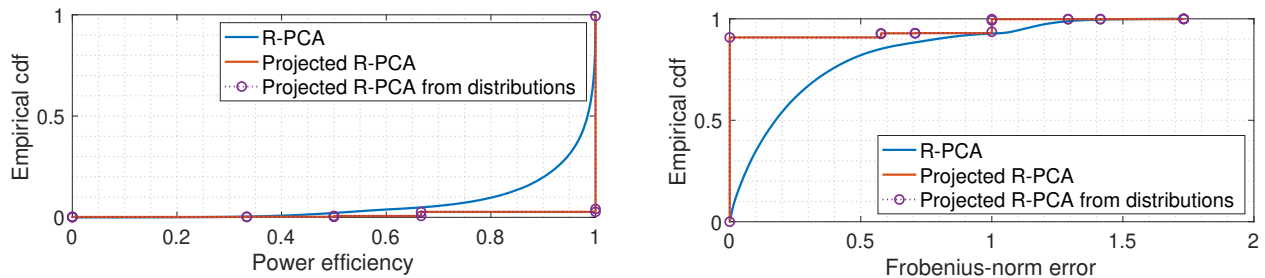 1
0.5
0
Empirical cdf
R-PCA
Projected R-PCA
Projected R-PCA from distributions
0 0.2 0.4 0.6 0.8 1
Power efficiency
1
0.5
0
Empirical cdf
R-PCA
Projected R-PCA
Projected R-PCA from distributions
0 0.5 1 1.5 2
Frobenius-norm error